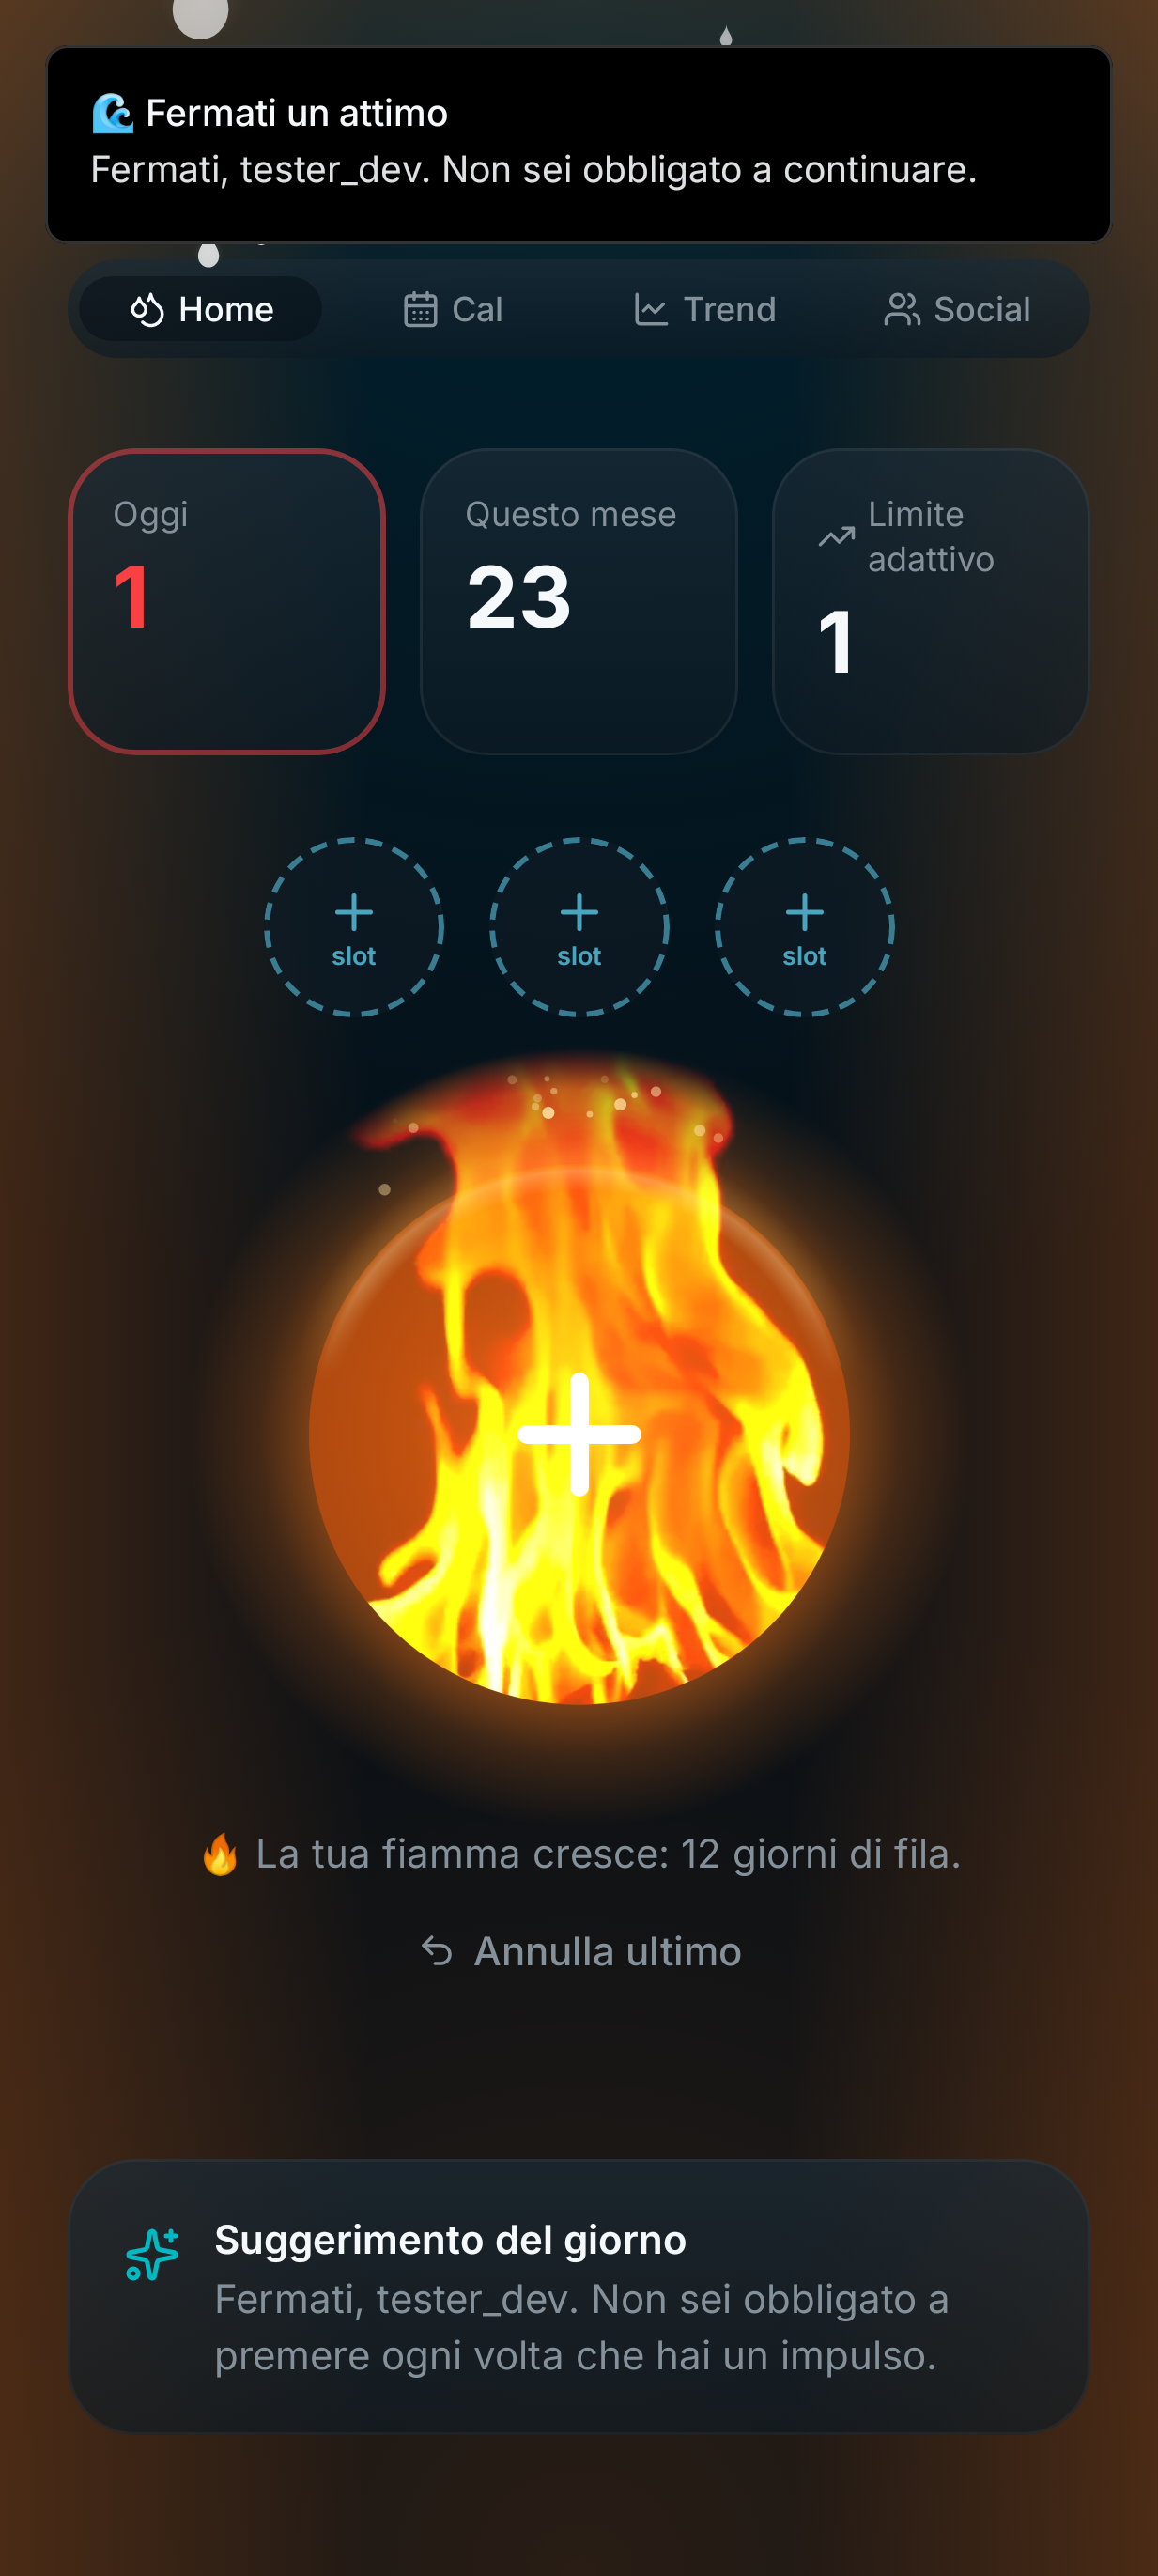 🌊 Fermati un attimo
Fermati, tester_dev. Non sei obbligato a continuare.
Home
Cal
Trend
Social
Oggi
1
Questo mese
23
Limite
adattivo
1
slot
slot
slot
🔥 La tua fiamma cresce: 12 giorni di fila.
Annulla ultimo
Suggerimento del giorno
Fermati, tester_dev. Non sei obbligato a
premere ogni volta che hai un impulso.